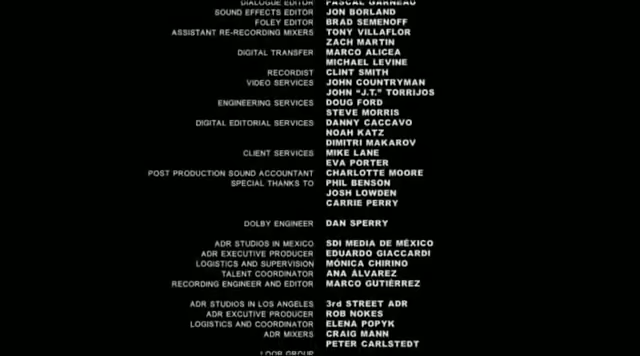 DIALOGUE EDITOR PASCAL GARNEAU
SOUND EFFECTS EDITOR JON BORLAND
FOLEY EDITOR BRAD SEMENOFF
ASSISTANT RE-RECORDING MIXERS TONY VILLAFLOR
ZACH MARTIN
DIGITAL TRANSFER MARCO ALICEA
MICHAEL LEVINE
RECORDIST CLINT SMITH
VIDEO SERVICES JOHN COUNTRYMAN
JOHN “J.T.” TORRIJOS
ENGINEERING SERVICES DOUG FORD
STEVE MORRIS
DIGITAL EDITORIAL SERVICES DANNY CACCAVO
NOAH KATZ
DIMITRI MAKAROV
CLIENT SERVICES MIKE LANE
EVA PORTER
POST PRODUCTION SOUND ACCOUNTANT CHARLOTTE MOORE
SPECIAL THANKS TO PHIL BENSON
JOSH LOWDEN
CARRIE PERRY
DOLBY ENGINEER DAN SPERRY
ADR STUDIOS IN MEXICO SDI MEDIA DE MÉXICO
ADR EXECUTIVE PRODUCER EDUARDO GIACCARDI
LOGISTICS AND SUPERVISION MÓNICA CHIRINO
TALENT COORDINATOR ANA ÁLVAREZ
RECORDING ENGINEER AND EDITOR MARCO GUTIÉRREZ
ADR STUDIOS IN LOS ANGELES 3rd STREET ADR
ADR EXCUTIVE PRODUCER ROB NOKES
LOGISTICS AND COORDINATOR ELENA POPYK
ADR MIXERS CRAIG MANN
PETER CARLSTEDT
LOOP GROUP